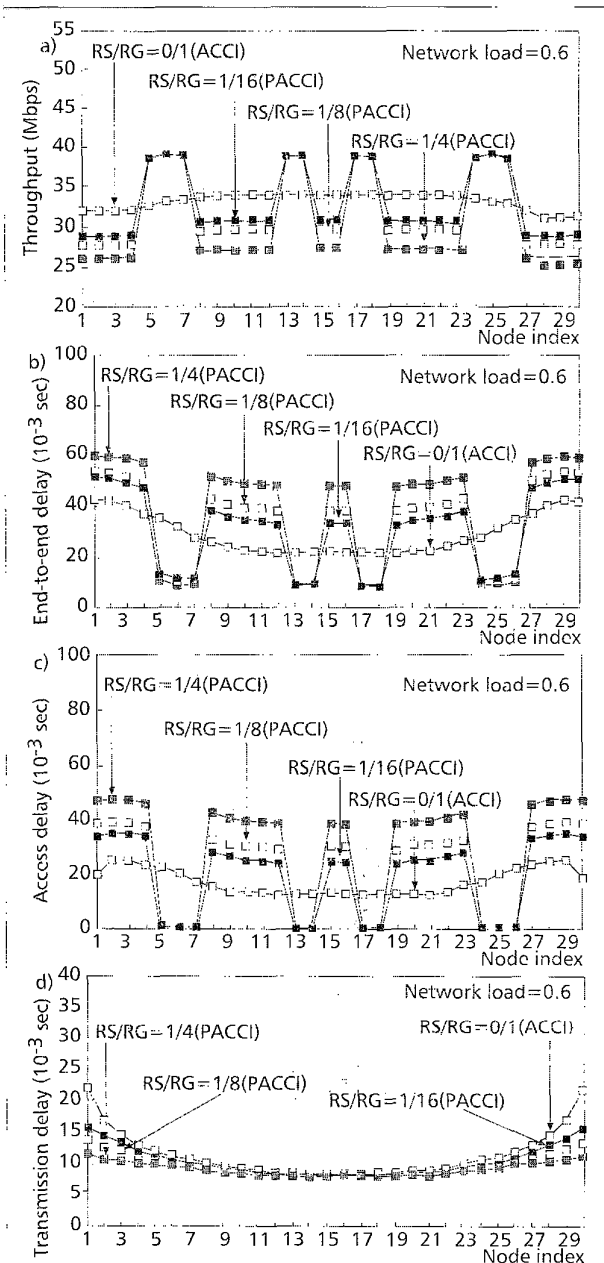 a)
RS/RG=0/1(ACCI)
Network load=0.6
RS/RG=1/16(PACCI)
RS/RG=1/8(PACCI)
RS/RG=1/4(PACCI)
Throughput (Mbps)
55
50
45
40
35
30
25
20
1 3 5 7 9 11 13 15 17 19 21 23 25 27 29
Node index
b)
RS/RG=1/4(PACCI)
Network load=0.6
RS/RG=1/8(PACCI)
RS/RG=1/16(PACCI)
RS/RG=0/1(ACCI)
End-to-end delay (10-3 sec)
100
80
60
40
20
0
1 3 5 7 9 11 13 15 17 19 21 23 25 27 29
Node index
c)
RS/RG=1/4(PACCI)
Network load=0.6
RS/RG=1/8(PACCI)
RS/RG=1/16(PACCI)
RS/RG=0/1(ACCI)
Access delay (10-3 sec)
100
80
60
40
20
0
1 3 5 7 9 11 13 15 17 19 21 23 25 27 29
Node index
d)
Network load=0.6
RS/RG=1/4(PACCI)
RS/RG=0/1(ACCI)
RS/RG=1/8(PACCI)
RS/RG=1/16(PACCI)
Transmission delay (10-3 sec)
40
35
30
25
20
15
10
5
0
1 3 5 7 9 11 13 15 17 19 21 23 25 27 29
Node index